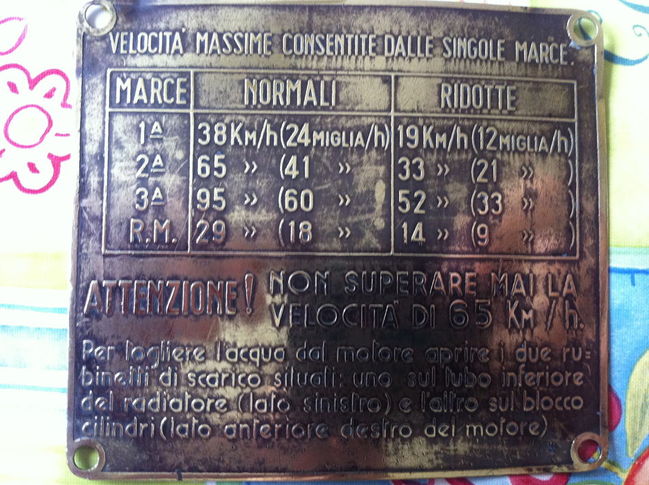 VELOCITA' MASSIME CONSENTITE DALLE SINGOLE MARCE:
MARCE NORMALI RIDOTTE
1ª 38 KM/h (24 MIGLIA/h) 19 KM/h (12 MIGLIA/h)
2ª 65 » (41 » ) 33 » (21 » )
3ª 95 » (60 » ) 52 » (33 » )
R.M. 29 » (18 » ) 14 » (9 » )
ATTENZIONE! NON SUPERARE MAI LA
VELOCITÀ DI 65 KM/h.
Per togliere l'acqua dal motore aprire i due ru-
binetti di scarico situati: uno sul tubo inferiore
del radiatore (lato sinistro) e l'altro sul blocco
cilindri (lato anteriore destro del motore)